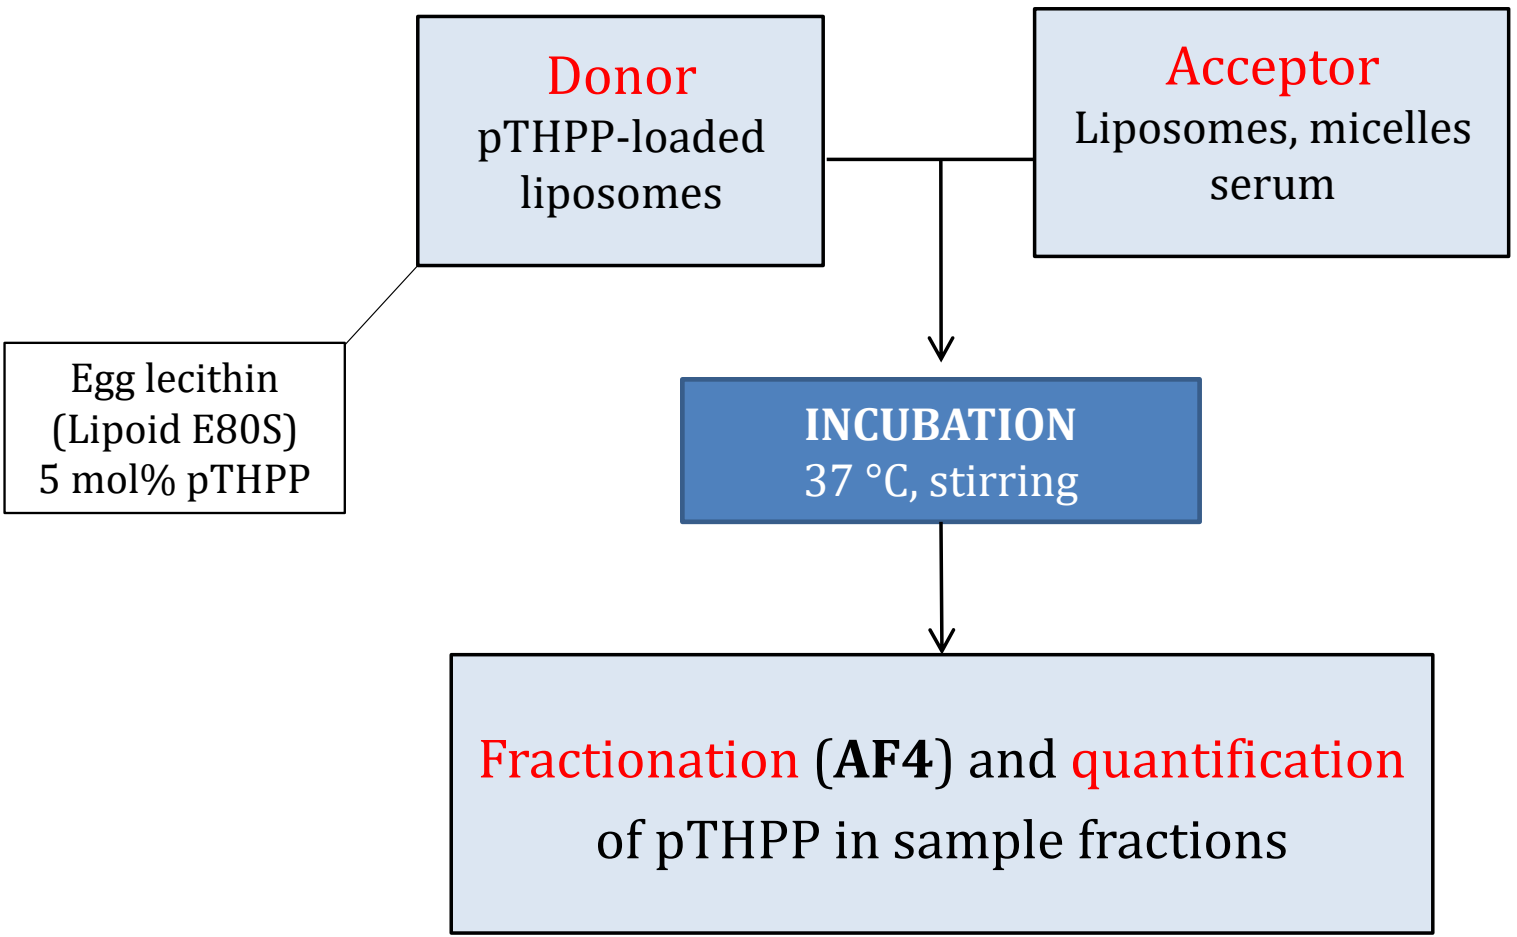 Donor
pTHPP-loaded
liposomes
Acceptor
Liposomes, micelles
serum
Egg lecithin
(Lipoid E80S)
5 mol% pTHPP
INCUBATION
37 °C, stirring
Fractionation (AF4) and quantification
of pTHPP in sample fractions